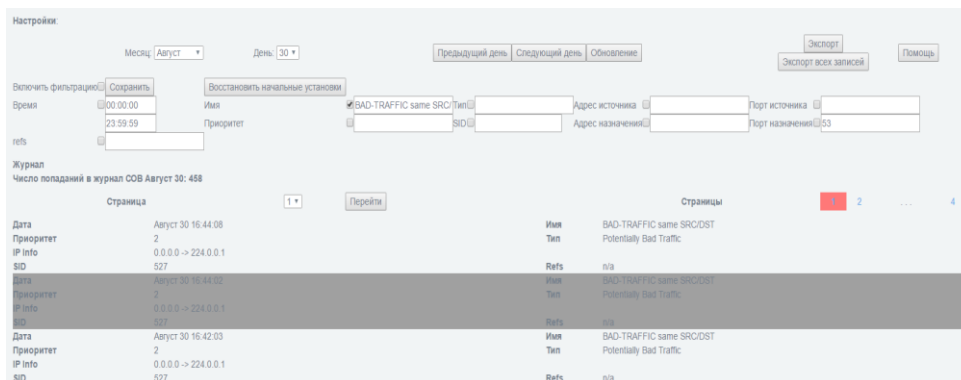 Настройки:
Месяц: Август День: 30 Предыдущий день Следующий день Обновление Экспорт Экспорт всех записей Помощь
Включить фильтрацию Сохранить Восстановить начальные установки
Время 00:00:00 Имя BAD-TRAFFIC same SRC/ Тип Адрес источника Порт источника
23:59:59 Приоритет SID Адрес назначения Порт назначения 53
refs
Журнал
Число попаданий в журнал СОВ Август 30: 458
Страница 1 Перейти Страницы 1 2 ... 4
Дата Август 30 16:44:08 Имя BAD-TRAFFIC same SRC/DST
Приоритет 2 Тип Potentially Bad Traffic
IP Info 0.0.0.0 -> 224.0.0.1
SID 527 Refs n/a
Дата Август 30 16:44:02 Имя BAD-TRAFFIC same SRC/DST
Приоритет 2 Тип Potentially Bad Traffic
IP Info 0.0.0.0 -> 224.0.0.1
SID 527 Refs n/a
Дата Август 30 16:42:03 Имя BAD-TRAFFIC same SRC/DST
Приоритет 2 Тип Potentially Bad Traffic
IP Info 0.0.0.0 -> 224.0.0.1
SID 527 Refs n/a